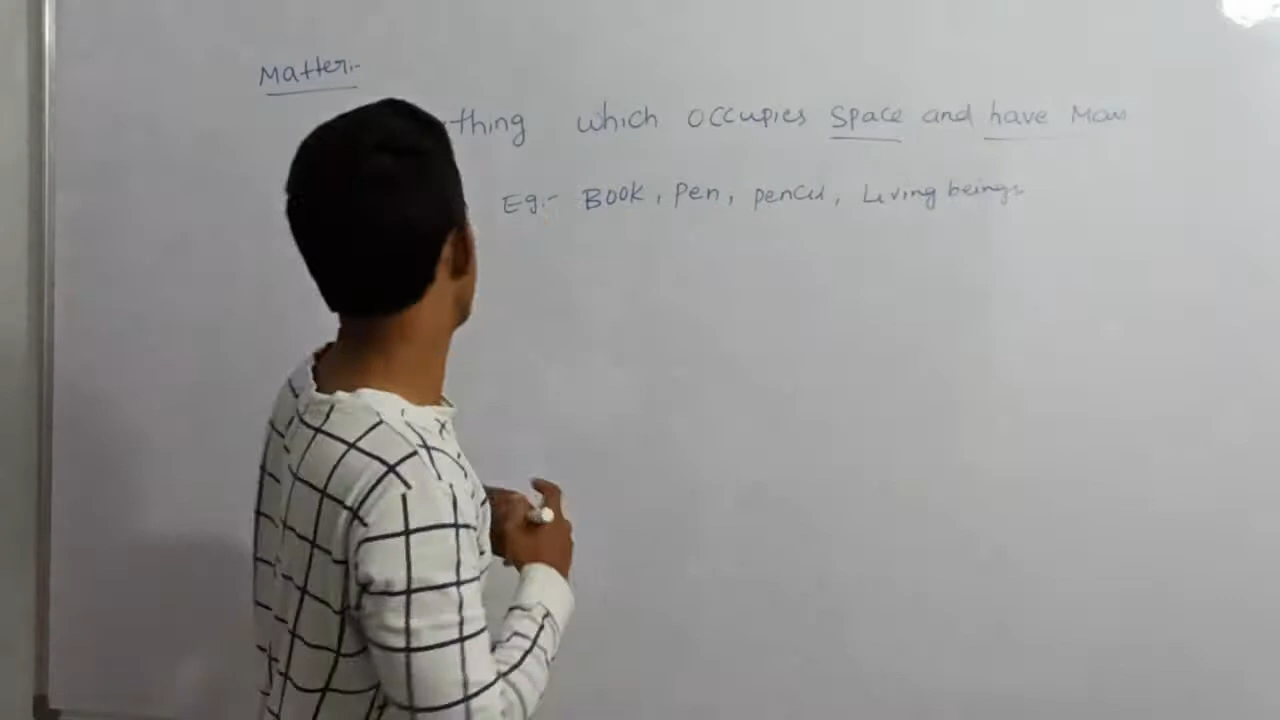 Matter:-
thing which occupies space and have Mass
Eg:- Book, Pen, pencil, Living beings